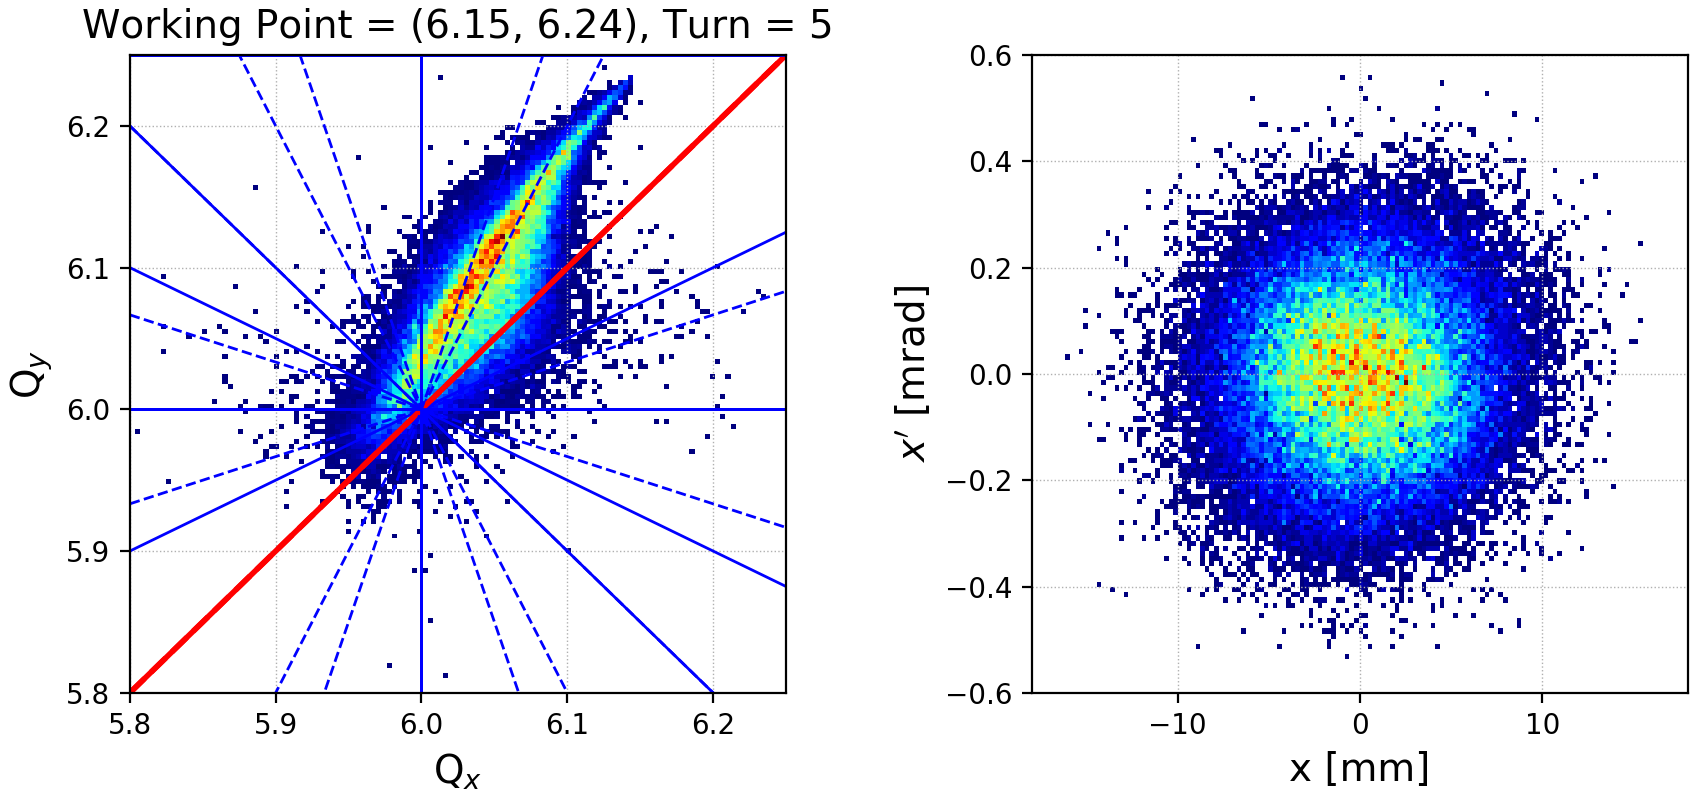 Working Point = (6.15, 6.24), Turn = 5
6.2
6.1
6.0
5.9
5.8
Q_y
5.8 5.9 6.0 6.1 6.2
Q_x
0.6
0.4
0.2
0.0
−0.2
−0.4
−0.6
x′ [mrad]
−10 0 10
x [mm]